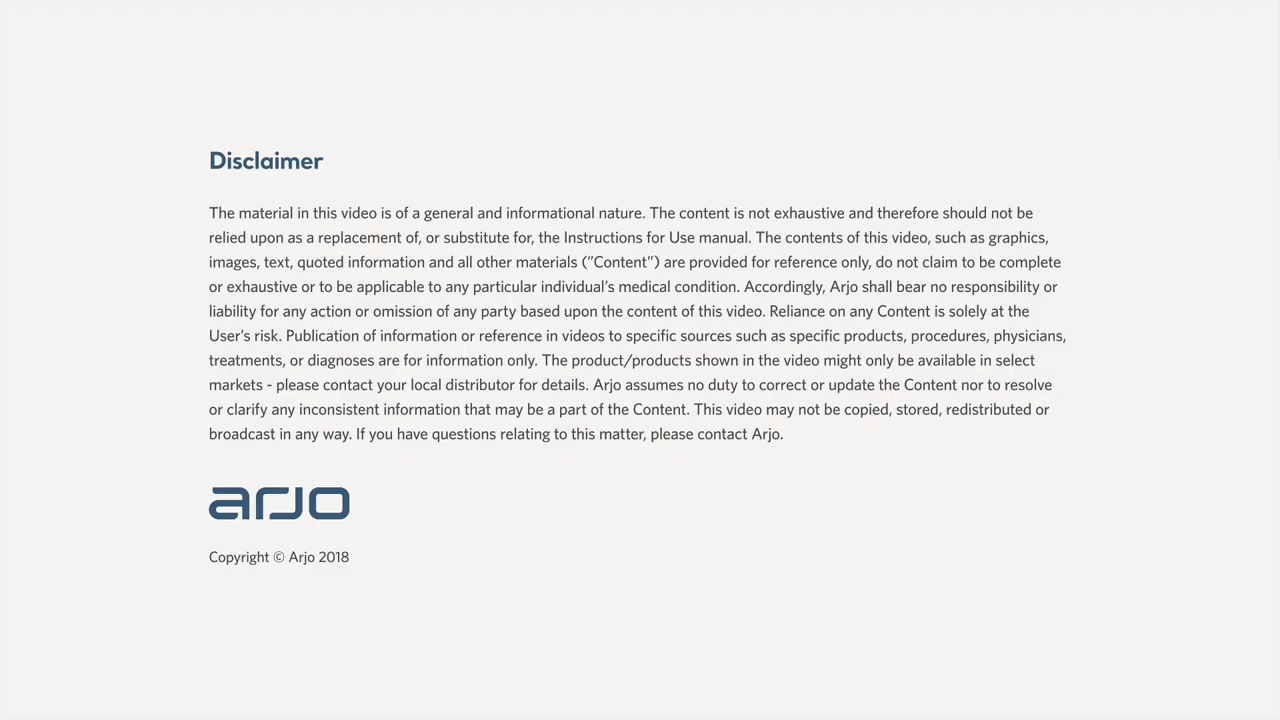 Disclaimer
The material in this video is of a general and informational nature. The content is not exhaustive and therefore should not be
relied upon as a replacement of, or substitute for, the Instructions for Use manual. The contents of this video, such as graphics,
images, text, quoted information and all other materials (”Content”) are provided for reference only, do not claim to be complete
or exhaustive or to be applicable to any particular individual’s medical condition. Accordingly, Arjo shall bear no responsibility or
liability for any action or omission of any party based upon the content of this video. Reliance on any Content is solely at the
User’s risk. Publication of information or reference in videos to specific sources such as specific products, procedures, physicians,
treatments, or diagnoses are for information only. The product/products shown in the video might only be available in select
markets - please contact your local distributor for details. Arjo assumes no duty to correct or update the Content nor to resolve
or clarify any inconsistent information that may be a part of the Content. This video may not be copied, stored, redistributed or
broadcast in any way. If you have questions relating to this matter, please contact Arjo.
arjo
Copyright © Arjo 2018